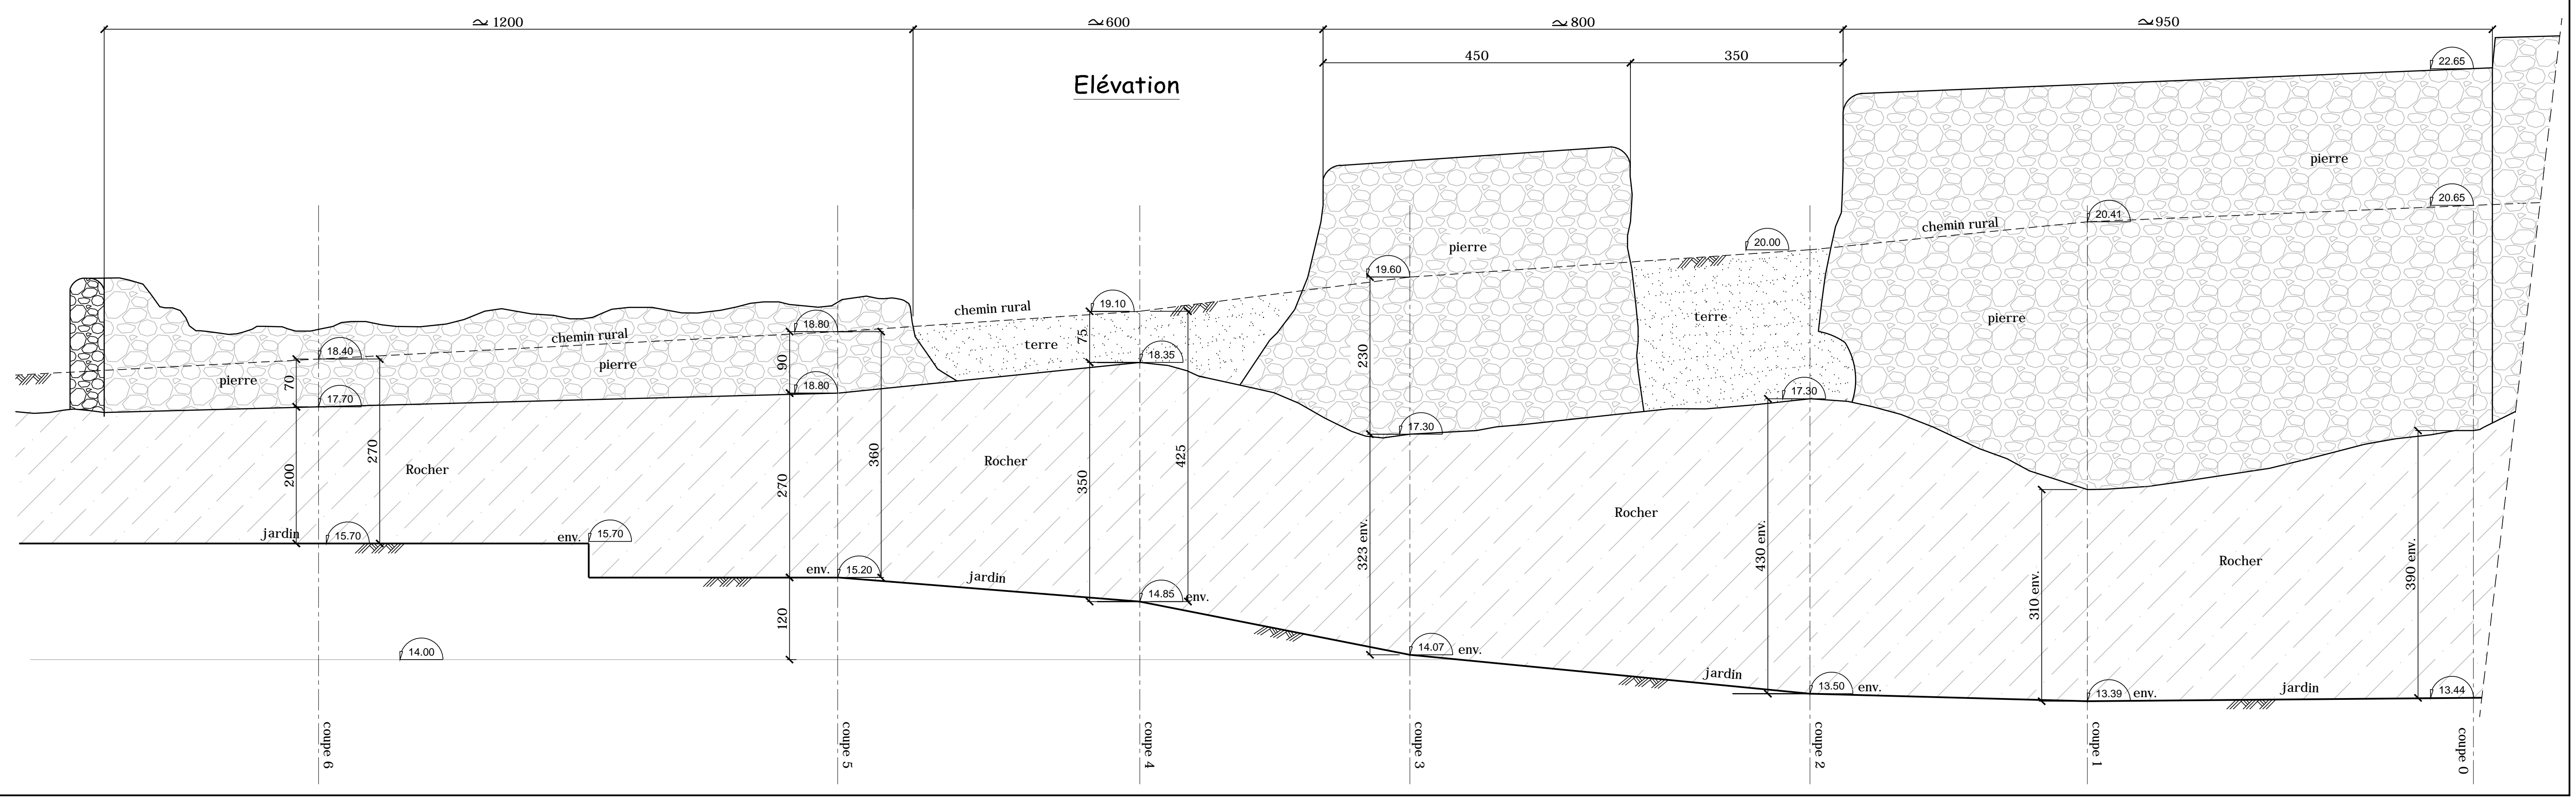 ≃ 1200
≃ 600
≃ 800
≃ 950
450
350
Elévation
22.65
pierre
20.65
20.41
chemin rural
20.00
pierre
19.60
19.10
chemin rural
18.80
chemin rural
terre
75
terre
pierre
18.40
18.35
230
90
pierre
pierre
70
18.80
17.30
17.70
17.30
270
360
425
Rocher
Rocher
200
270
350
Rocher
15.70
jardin
15.70
env.
323 env.
430 env.
390 env.
Rocher
env.
15.20
jardin
14.85
env.
310 env.
120
14.00
14.07
env.
jardin
13.50
env.
13.39
env.
jardin
13.44
coupe 6
coupe 5
coupe 4
coupe 3
coupe 2
coupe 1
coupe 0